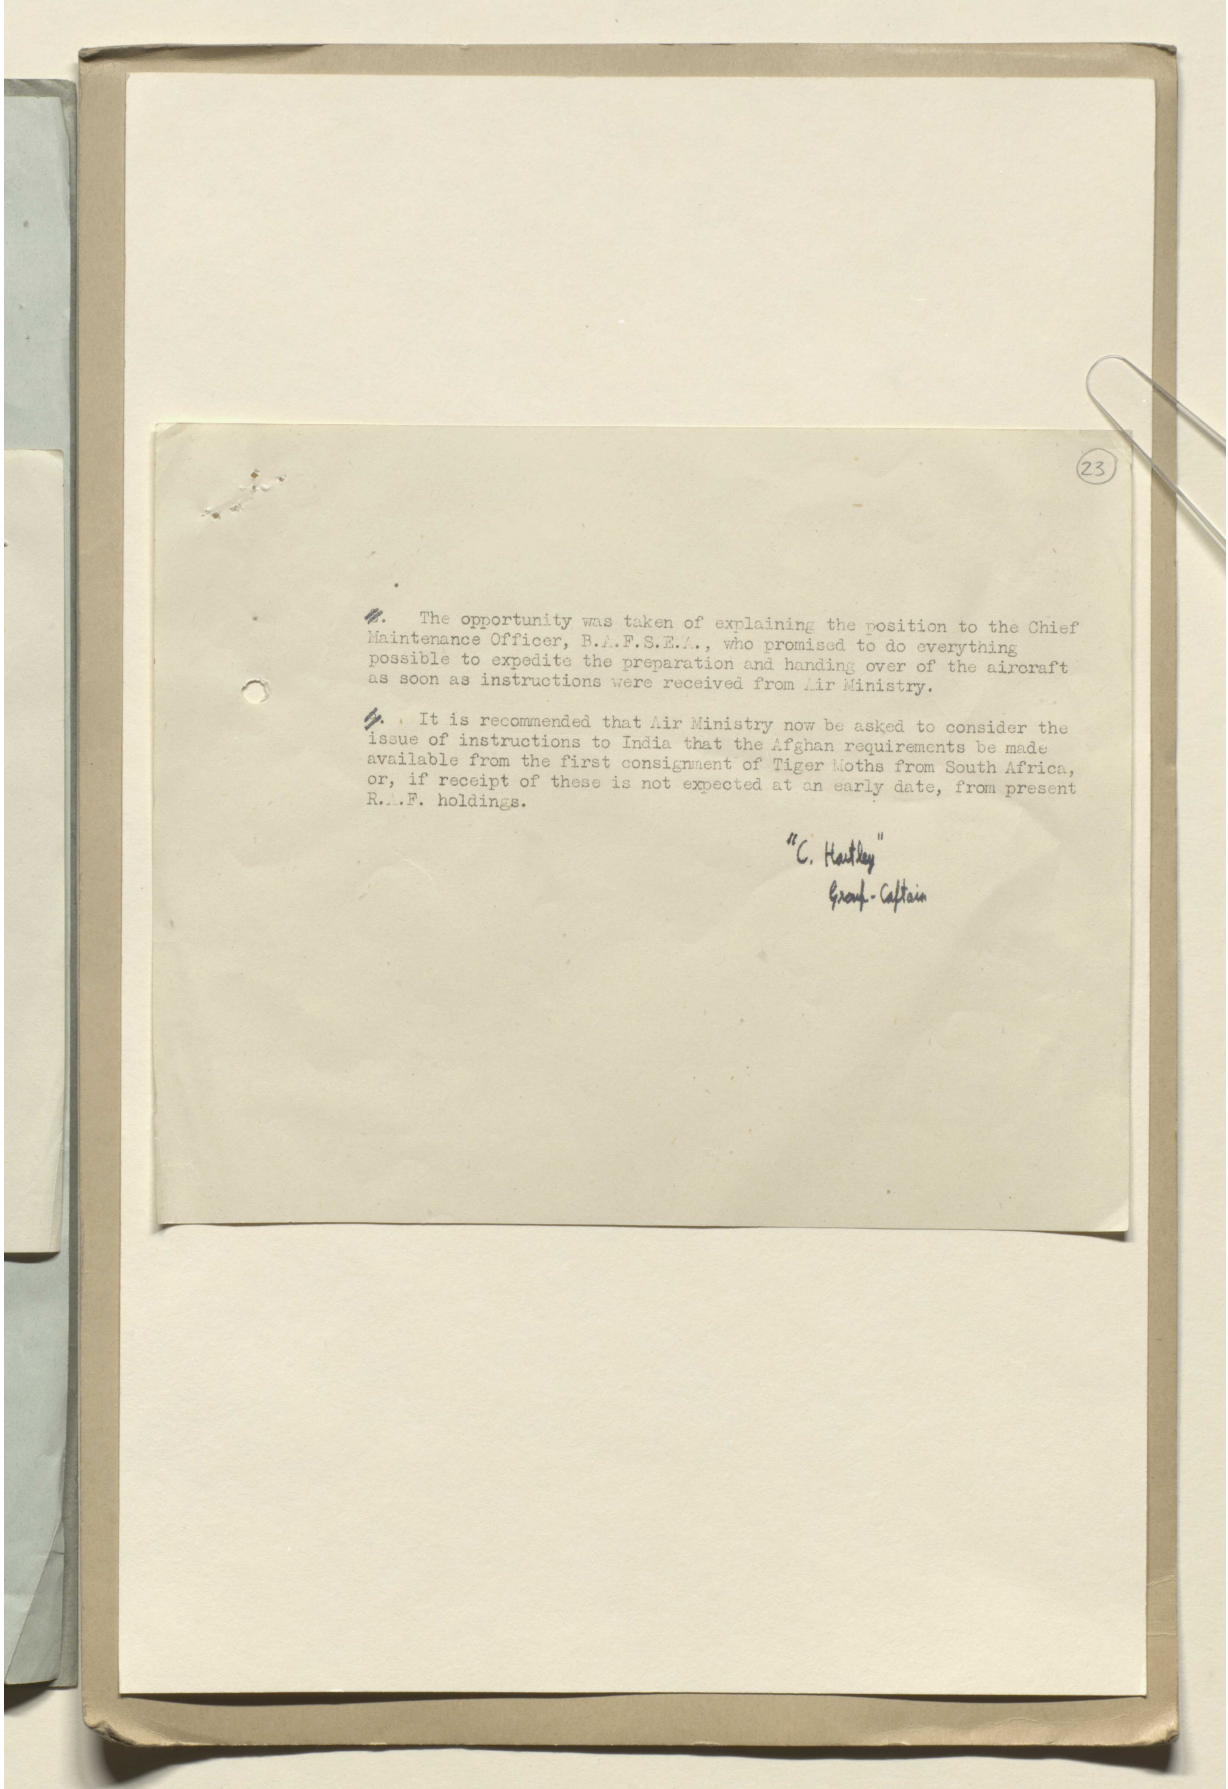 23
The opportunity was taken of explaining the position to the Chief
Maintenance Officer, B.A.F.S.E.A., who promised to do everything
possible to expedite the preparation and handing over of the aircraft
as soon as instructions were received from Air Ministry.
It is recommended that Air Ministry now be asked to consider the
issue of instructions to India that the Afghan requirements be made
available from the first consignment of Tiger Moths from South Africa,
or, if receipt of these is not expected at an early date, from present
R.A.F. holdings.
"C. Hartley"
Group-Captain